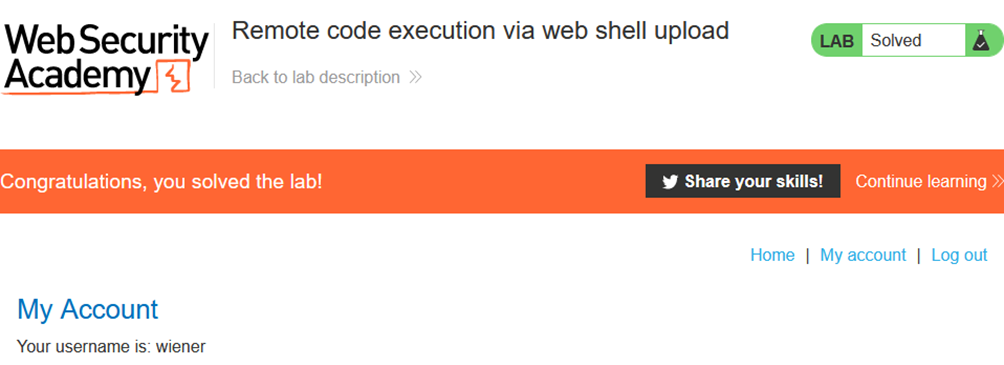 Web Security
Academy
Remote code execution via web shell upload
Back to lab description
LAB Solved
Congratulations, you solved the lab!
Share your skills!
Continue learning
Home | My account | Log out
My Account
Your username is: wiener